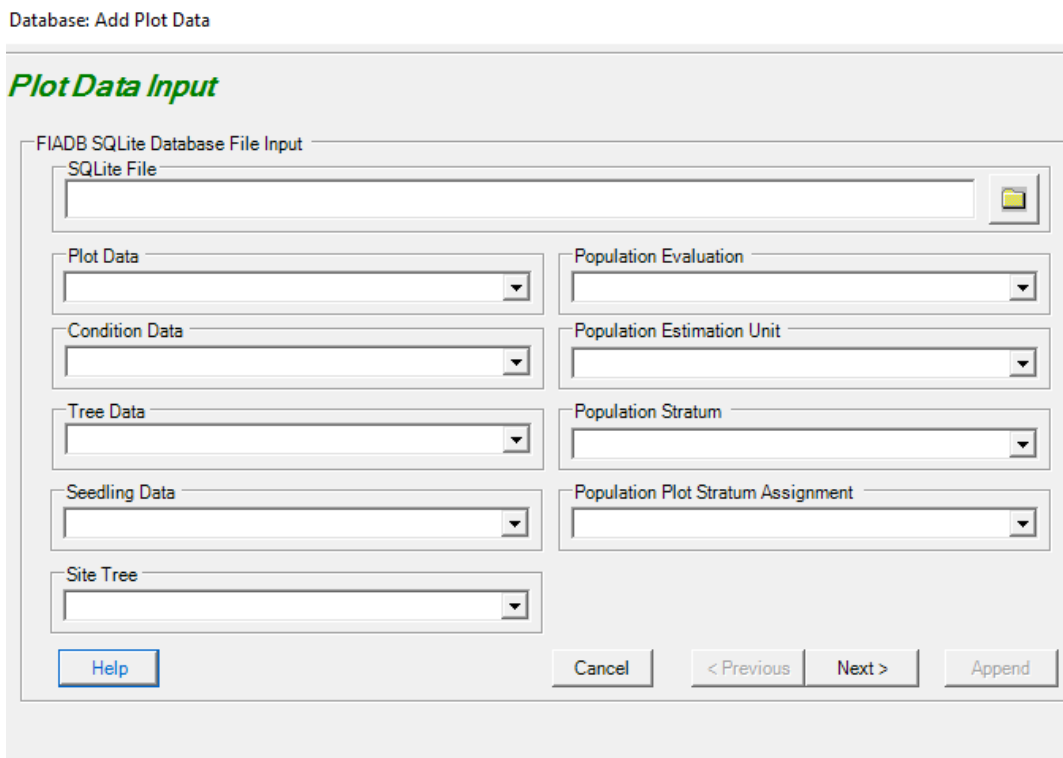 Database: Add Plot Data
Plot Data Input
FIADB SQLite Database File Input
SQLite File
Plot Data
Population Evaluation
Condition Data
Population Estimation Unit
Tree Data
Population Stratum
Seedling Data
Population Plot Stratum Assignment
Site Tree
Help
Cancel
< Previous
Next >
Append